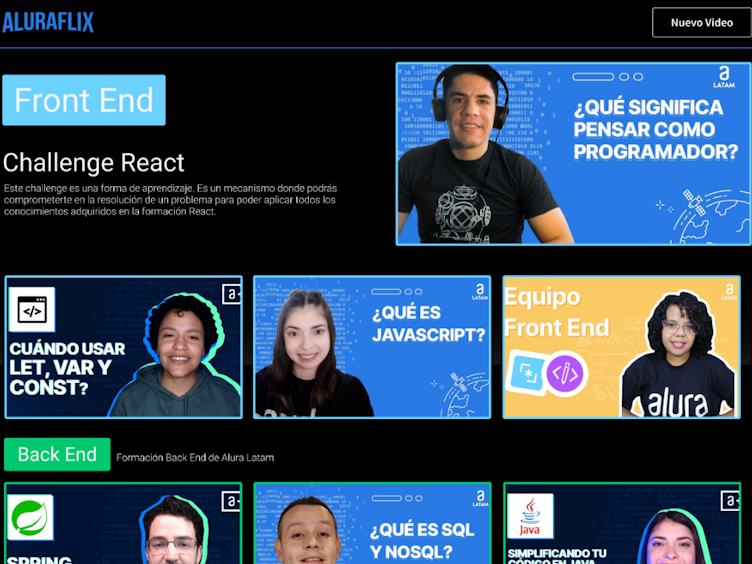 ALURAFLIX
Nuevo Video
Front End
Challenge React
Este challenge es una forma de aprendizaje. Es un mecanismo donde podrás
comprometerte en la resolución de un problema para poder aplicar todos los
conocimientos adquiridos en la formación React.
a
LATAM
¿QUÉ SIGNIFICA
PENSAR COMO
PROGRAMADOR?
</>
a
CUÁNDO USAR
LET, VAR Y
CONST?
a
LATAM
¿QUÉ ES
JAVASCRIPT?
a
LATAM
Equipo
Front End
</>
alura
Back End
Formación Back End de Alura Latam
a
SPRING
a
LATAM
¿QUÉ ES SQL
Y NOSQL?
a
Java
SIMPLIFICANDO TU
CÓDIGO EN JAVA